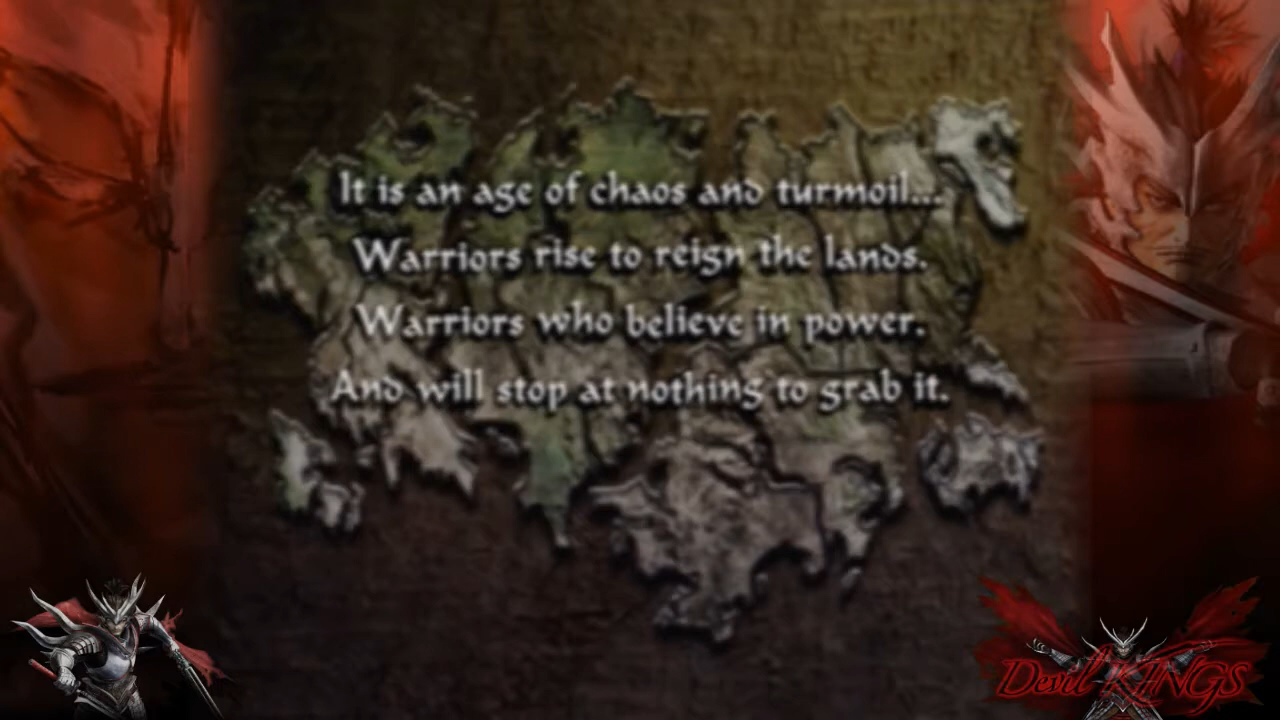 It is an age of chaos and turmoil...
Warriors rise to reign the lands.
Warriors who believe in power.
And will stop at nothing to grab it.
Devil KINGS